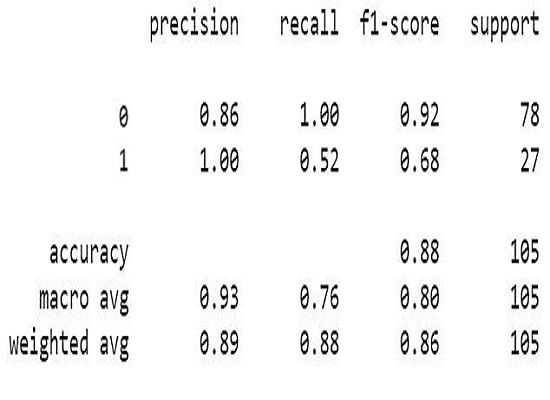 precision recall f1-score support
0 0.86 1.00 0.92 78
1 1.00 0.52 0.68 27
accuracy 0.88 105
macro avg 0.93 0.76 0.80 105
weighted avg 0.89 0.88 0.86 105